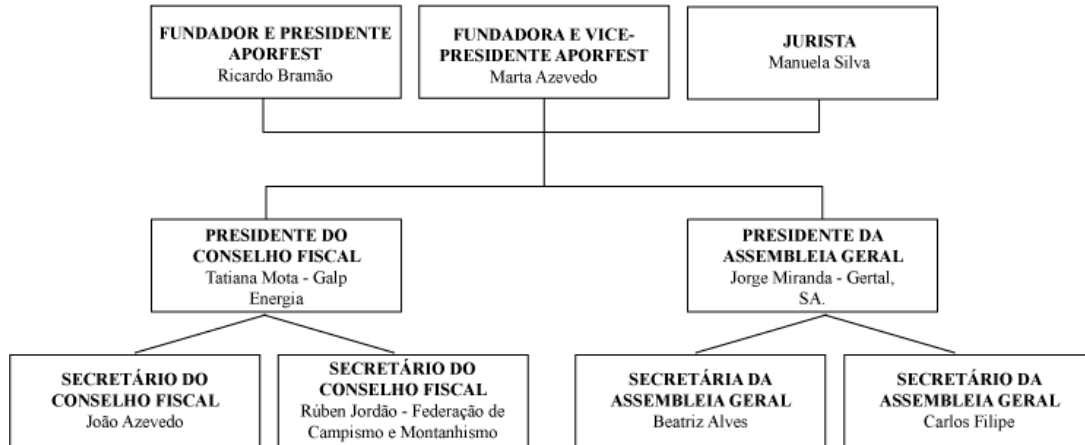 FUNDADOR E PRESIDENTE
APORFEST
Ricardo Bramão
FUNDADORA E VICE-
PRESIDENTE APORFEST
Marta Azevedo
JURISTA
Manuela Silva
PRESIDENTE DO
CONSELHO FISCAL
Tatiana Mota - Galp
Energia
PRESIDENTE DA
ASSEMBLEIA GERAL
Jorge Miranda - Gertal,
SA.
SECRETÁRIO DO
CONSELHO FISCAL
João Azevedo
SECRETÁRIO DO
CONSELHO FISCAL
Rúben Jordão - Federação de
Campismo e Montanhismo
SECRETÁRIA DA
ASSEMBLEIA GERAL
Beatriz Alves
SECRETÁRIO DA
ASSEMBLEIA GERAL
Carlos Filipe